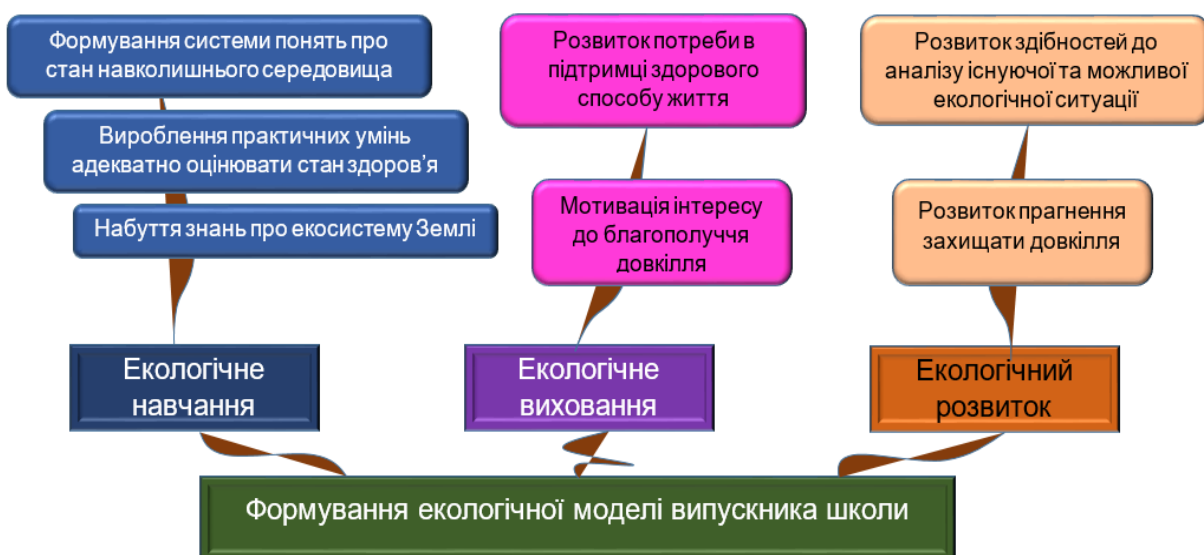 Формування системи понять про
стан навколишнього середовища
Вироблення практичних умінь
адекватно оцінювати стан здоров’я
Набуття знань про екосистему Землі
Розвиток потреби в
підтримці здорового
способу життя
Мотивація інтересу
до благополуччя
довкілля
Розвиток здібностей до
аналізу існуючої та можливої
екологічної ситуації
Розвиток прагнення
захищати довкілля
Екологічне
навчання
Екологічне
виховання
Екологічний
розвиток
Формування екологічної моделі випускника школи